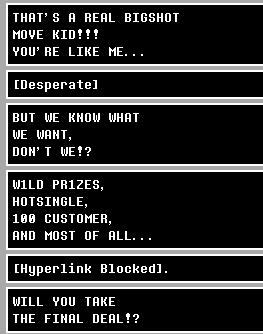 THAT'S A REAL BIGSHOT
MOVE KID!!!
YOU'RE LIKE ME...
[Desperate]
BUT WE KNOW WHAT
WE WANT,
DON'T WE!?
W1LD PR1ZES,
HOTSINGLE,
100 CUSTOMER,
AND MOST OF ALL...
[Hyperlink Blocked].
WILL YOU TAKE
THE FINAL DEAL!?